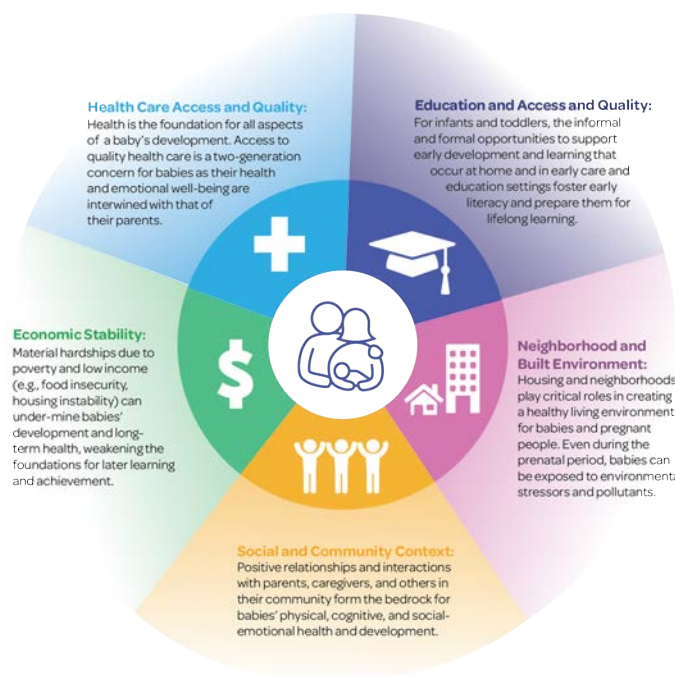 Health Care Access and Quality:
Health is the foundation for all aspects
of a baby's development. Access to
quality health care is a two-generation
concern for babies as their health
and emotional well-being are
interwined with that of
their parents.
Education and Access and Quality:
For infants and toddlers, the informal
and formal opportunities to support
early development and learning that
occur at home and in early care and
education settings foster early
literacy and prepare them for
lifelong learning.
Economic Stability:
Material hardships due to
poverty and low income
(e.g., food insecurity,
housing instability) can
under-mine babies'
development and long-
term health, weakening the
foundations for later learning
and achievement.
$
Neighborhood and
Built Environment:
Housing and neighborhoods
play critical roles in creating
a healthy living environment
for babies and pregnant
people. Even during the
prenatal period, babies can
be exposed to environmenta
stressors and pollutants.
Social and Community Context:
Positive relationships and interactions
with parents, caregivers, and others in
their community form the bedrock for
babies' physical, cognitive, and social-
emotional health and development.